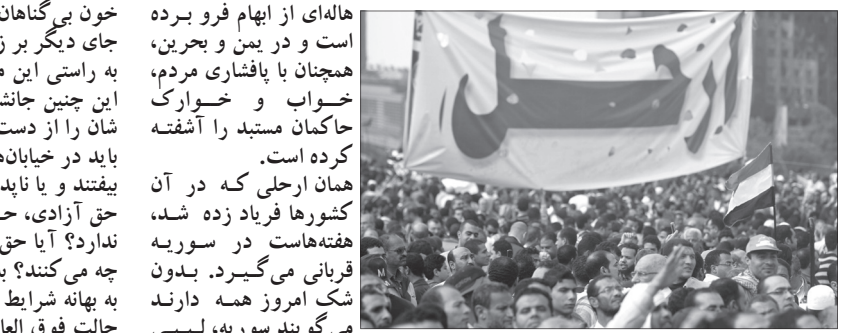 ارحل
هاله‌ای از ابهام فرو برده
است و در یمن و بحرین،
همچنان با پافشاری مردم،
خواب و خوارک
حاکمان مستبد را آشفته
کرده است.
همان ارحلی که در آن
کشورها فریاد زده شد،
هفته‌هاست در سوریه
قربانی می‌گیرد. بدون
شک امروز همه دارند
می‌گویند سوریه، لیبی
خون بی‌گناهان
جای دیگر بر ز
به راستی این م
این چنین جانش
شان را از دست
باید در خیابان‌ه
بیفتند و یا ناپد
حق آزادی، ح
ندارد؟ آیا حق
چه می‌کنند؟ ب
به بهانه شرایط
حالت فوق العا